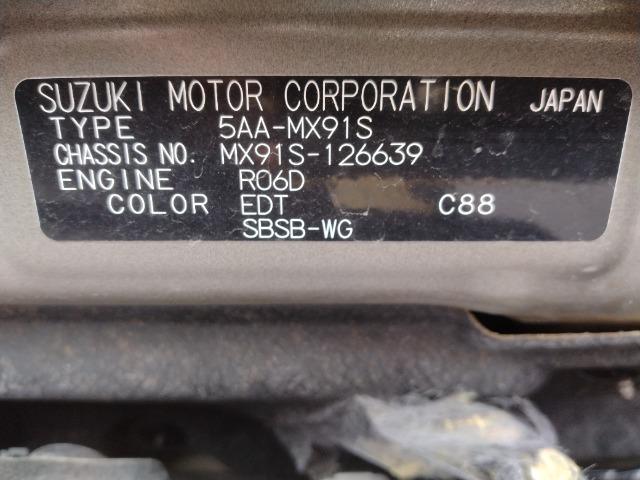 SUZUKI MOTOR CORPORATION JAPAN
TYPE 5AA-MX91S
CHASSIS NO. MX91S-126639
ENGINE R06D
COLOR EDT C88
SBSB-WG